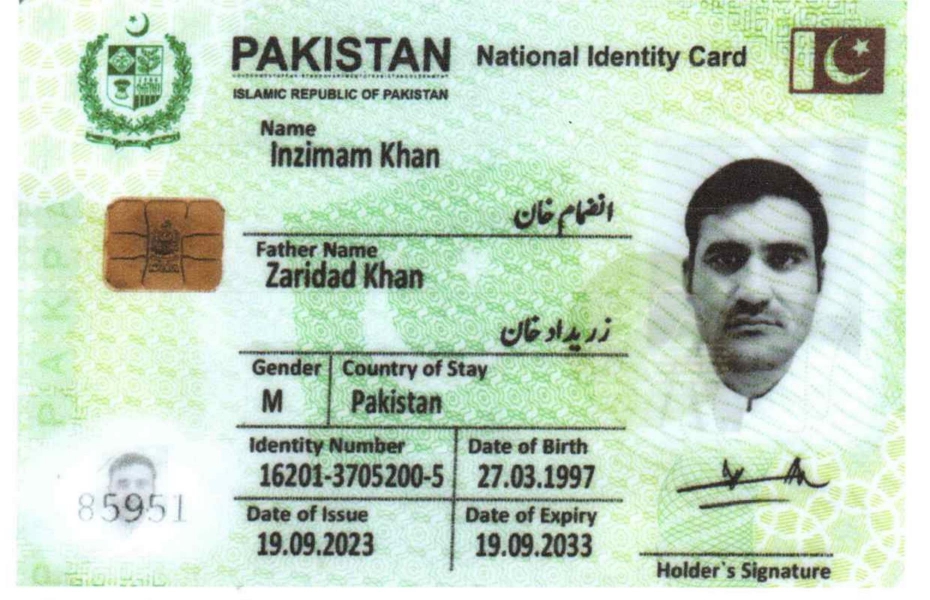 PAKISTAN National Identity Card
ISLAMIC REPUBLIC OF PAKISTAN
Name
Inzimam Khan
انضمام خان
Father Name
Zaridad Khan
زریداد خان
Gender Country of Stay
M Pakistan
Identity Number Date of Birth
16201-3705200-5 27.03.1997
85951
Date of Issue Date of Expiry
19.09.2023 19.09.2033
Holder`s Signature